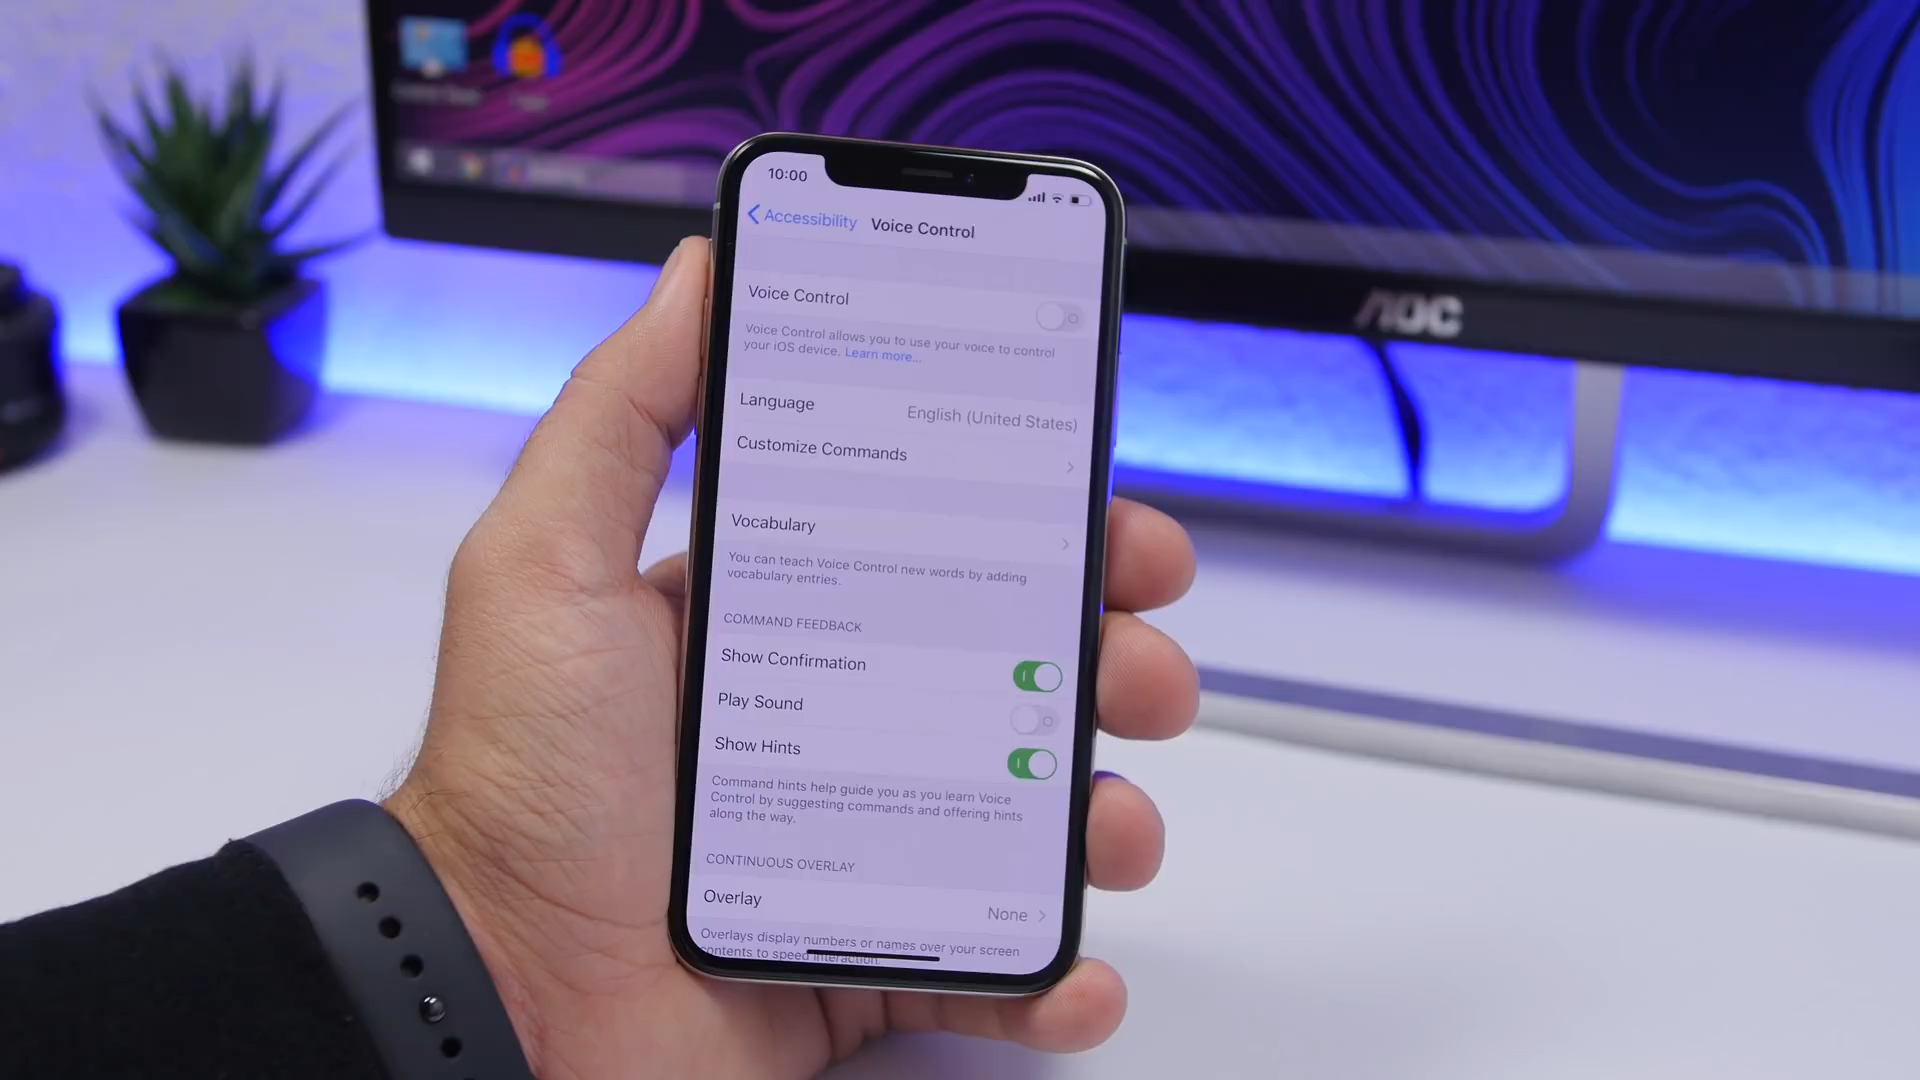 10:00
Accessibility
Voice Control
Voice Control
Voice Control allows you to use your voice to control
your iOS device. Learn more...
Language
English (United States)
Customize Commands
Vocabulary
You can teach Voice Control new words by adding
vocabulary entries.
COMMAND FEEDBACK
Show Confirmation
Play Sound
Show Hints
Command hints help guide you as you learn Voice
Control by suggesting commands and offering hints
along the way.
CONTINUOUS OVERLAY
Overlay
None
Overlays display numbers or names over your screen
contents to speed interaction.
AOC